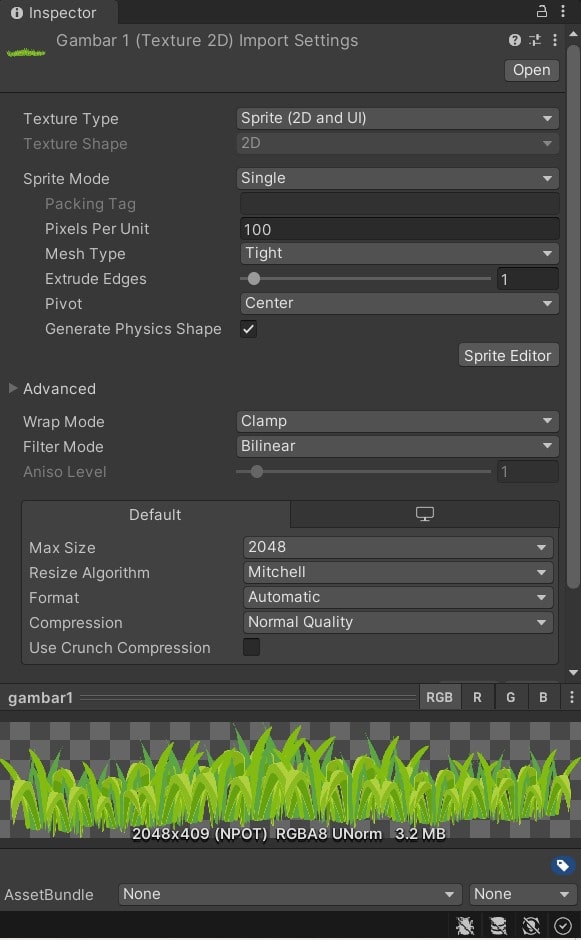 Inspector
Gambar 1 (Texture 2D) Import Settings
Open
Texture Type Sprite (2D and UI)
Texture Shape 2D
Sprite Mode Single
Packing Tag
Pixels Per Unit 100
Mesh Type Tight
Extrude Edges 1
Pivot Center
Generate Physics Shape
Sprite Editor
Advanced
Wrap Mode Clamp
Filter Mode Bilinear
Aniso Level 1
Default
Max Size 2048
Resize Algorithm Mitchell
Format Automatic
Compression Normal Quality
Use Crunch Compression
gambar1 RGB R G B
2048x409 (NPOT) RGBA8 UNorm 3.2 MB
AssetBundle None None